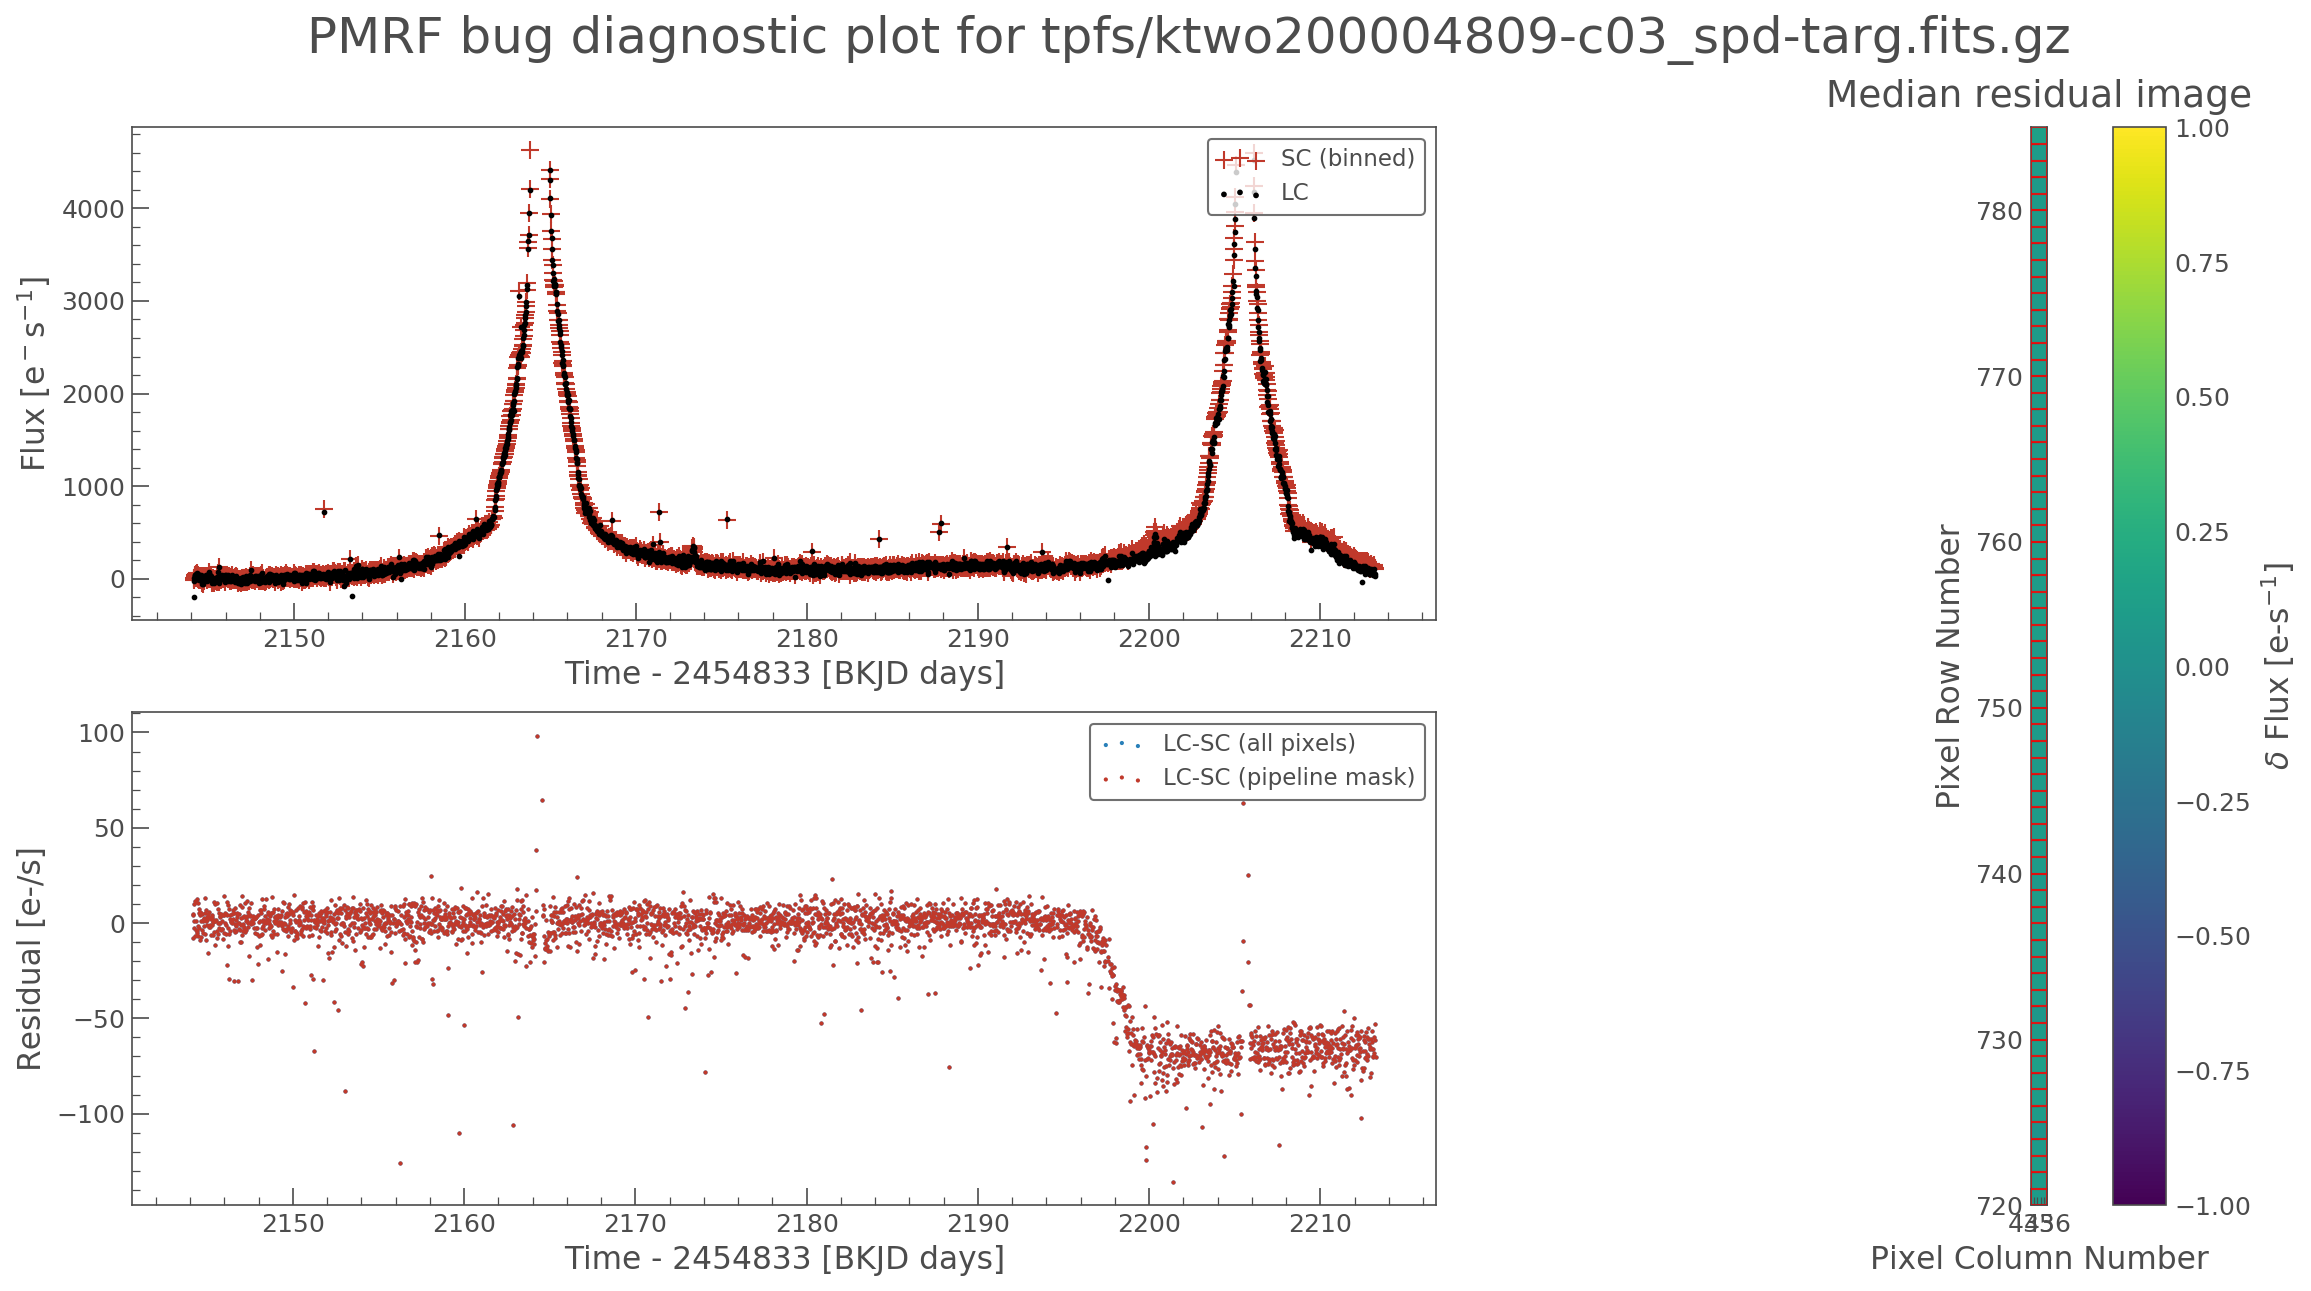 PMRF bug diagnostic plot for tpfs/ktwo200004809-c03_spd-targ.fits.gz
Flux [e⁻ s⁻¹]
4000
3000
2000
1000
0
SC (binned)
LC
2150 2160 2170 2180 2190 2200 2210
Time - 2454833 [BKJD days]
Residual [e-/s]
100
50
0
−50
−100
LC-SC (all pixels)
LC-SC (pipeline mask)
2150 2160 2170 2180 2190 2200 2210
Time - 2454833 [BKJD days]
Median residual image
Pixel Row Number
780
770
760
750
740
730
720
Pixel Column Number
1.00
0.75
0.50
0.25
0.00
−0.25
−0.50
−0.75
−1.00
δ Flux [e-s⁻¹]